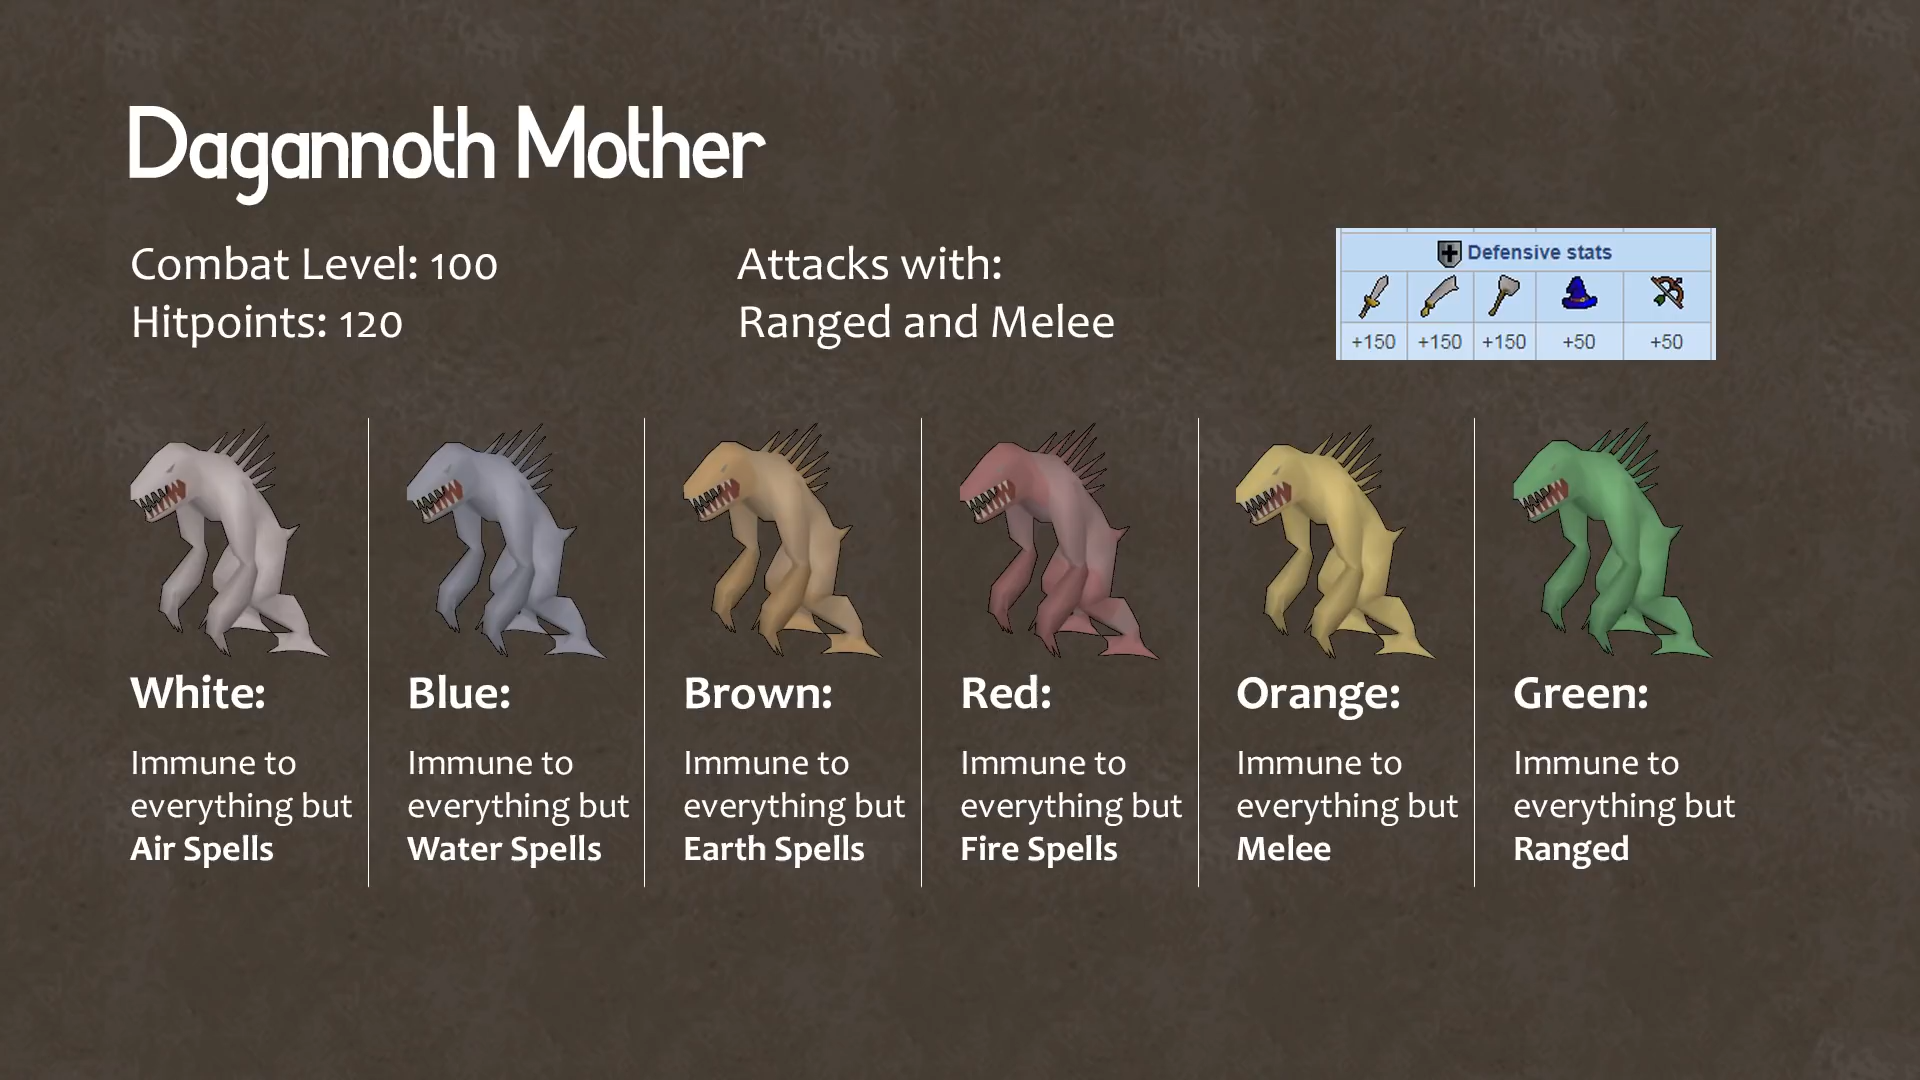 Dagannoth Mother
Combat Level: 100
Hitpoints: 120
Attacks with:
Ranged and Melee
Defensive stats
+150 +150 +150 +50 +50
White:
Immune to
everything but
Air Spells
Blue:
Immune to
everything but
Water Spells
Brown:
Immune to
everything but
Earth Spells
Red:
Immune to
everything but
Fire Spells
Orange:
Immune to
everything but
Melee
Green:
Immune to
everything but
Ranged